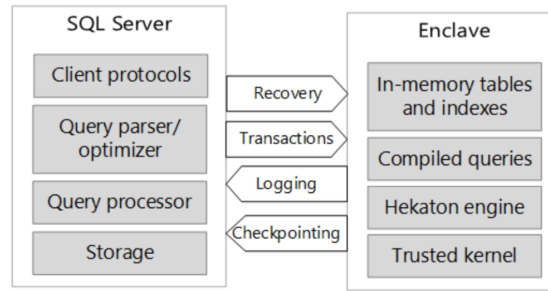 SQL Server
Client protocols
Query parser/
optimizer
Query processor
Storage
Recovery
Transactions
Logging
Checkpointing
Enclave
In-memory tables
and indexes
Compiled queries
Hekaton engine
Trusted kernel